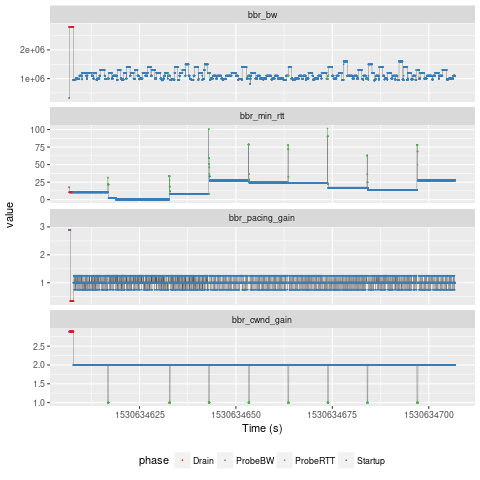 bbr_bw
2e+06
1e+06
bbr_min_rtt
100
75
50
25
0
value
bbr_pacing_gain
3
2
1
bbr_cwnd_gain
2.5
2.0
1.5
1.0
1530634625 1530634650 1530634675 1530634700
Time (s)
phase Drain ProbeBW ProbeRTT Startup